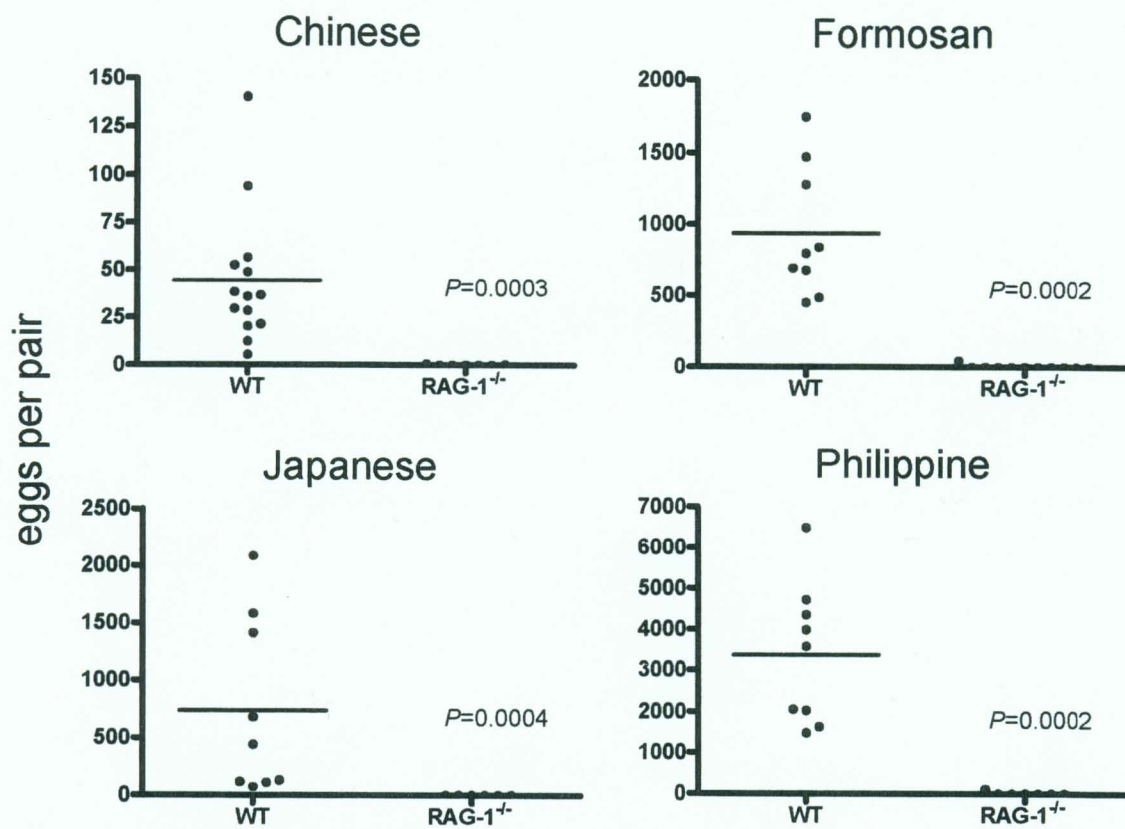 Chinese
150
125
100
75
50
25
0
P=0.0003
WT
RAG-1-/-
Formosan
2000
1500
1000
500
0
P=0.0002
WT
RAG-1-/-
eggs per pair
Japanese
2500
2000
1500
1000
500
0
P=0.0004
WT
RAG-1-/-
Philippine
7000
6000
5000
4000
3000
2000
1000
0
P=0.0002
WT
RAG-1-/-